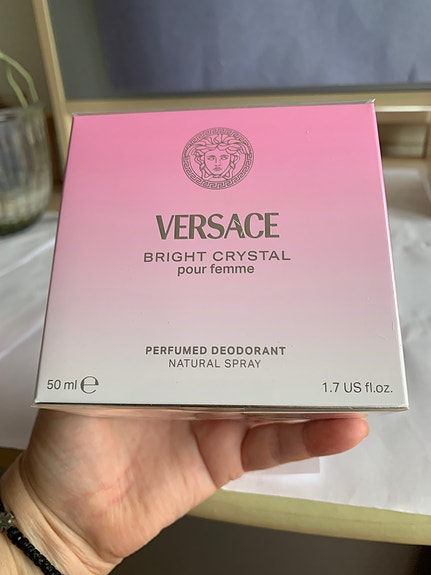 VERSACE
BRIGHT CRYSTAL
pour femme
PERFUMED DEODORANT
NATURAL SPRAY
50 ml ℮ 1.7 US fl.oz.